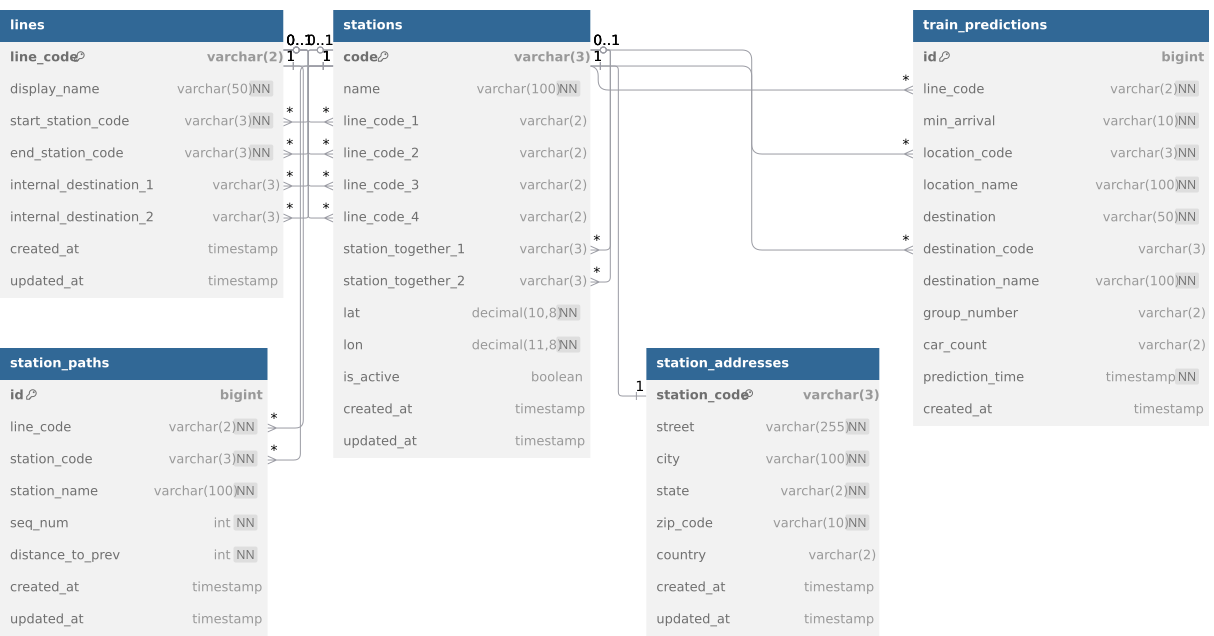 lines
line_code varchar(2)
display_name varchar(50) NN
start_station_code varchar(3) NN
end_station_code varchar(3) NN
internal_destination_1 varchar(3)
internal_destination_2 varchar(3)
created_at timestamp
updated_at timestamp
0..1 0..1
1 1
* *
* *
* *
* *
stations
code varchar(3)
name varchar(100) NN
line_code_1 varchar(2)
line_code_2 varchar(2)
line_code_3 varchar(2)
line_code_4 varchar(2)
station_together_1 varchar(3)
station_together_2 varchar(3)
lat decimal(10,8) NN
lon decimal(11,8) NN
is_active boolean
created_at timestamp
updated_at timestamp
0..1
1
*
*
train_predictions
id bigint
* line_code varchar(2) NN
min_arrival varchar(10) NN
* location_code varchar(3) NN
location_name varchar(100) NN
destination varchar(50) NN
* destination_code varchar(3)
destination_name varchar(100) NN
group_number varchar(2)
car_count varchar(2)
prediction_time timestamp NN
created_at timestamp
station_paths
id bigint
line_code varchar(2) NN *
station_code varchar(3) NN *
station_name varchar(100) NN
seq_num int NN
distance_to_prev int NN
created_at timestamp
updated_at timestamp
station_addresses
1 station_code varchar(3)
street varchar(255) NN
city varchar(100) NN
state varchar(2) NN
zip_code varchar(10) NN
country varchar(2)
created_at timestamp
updated_at timestamp